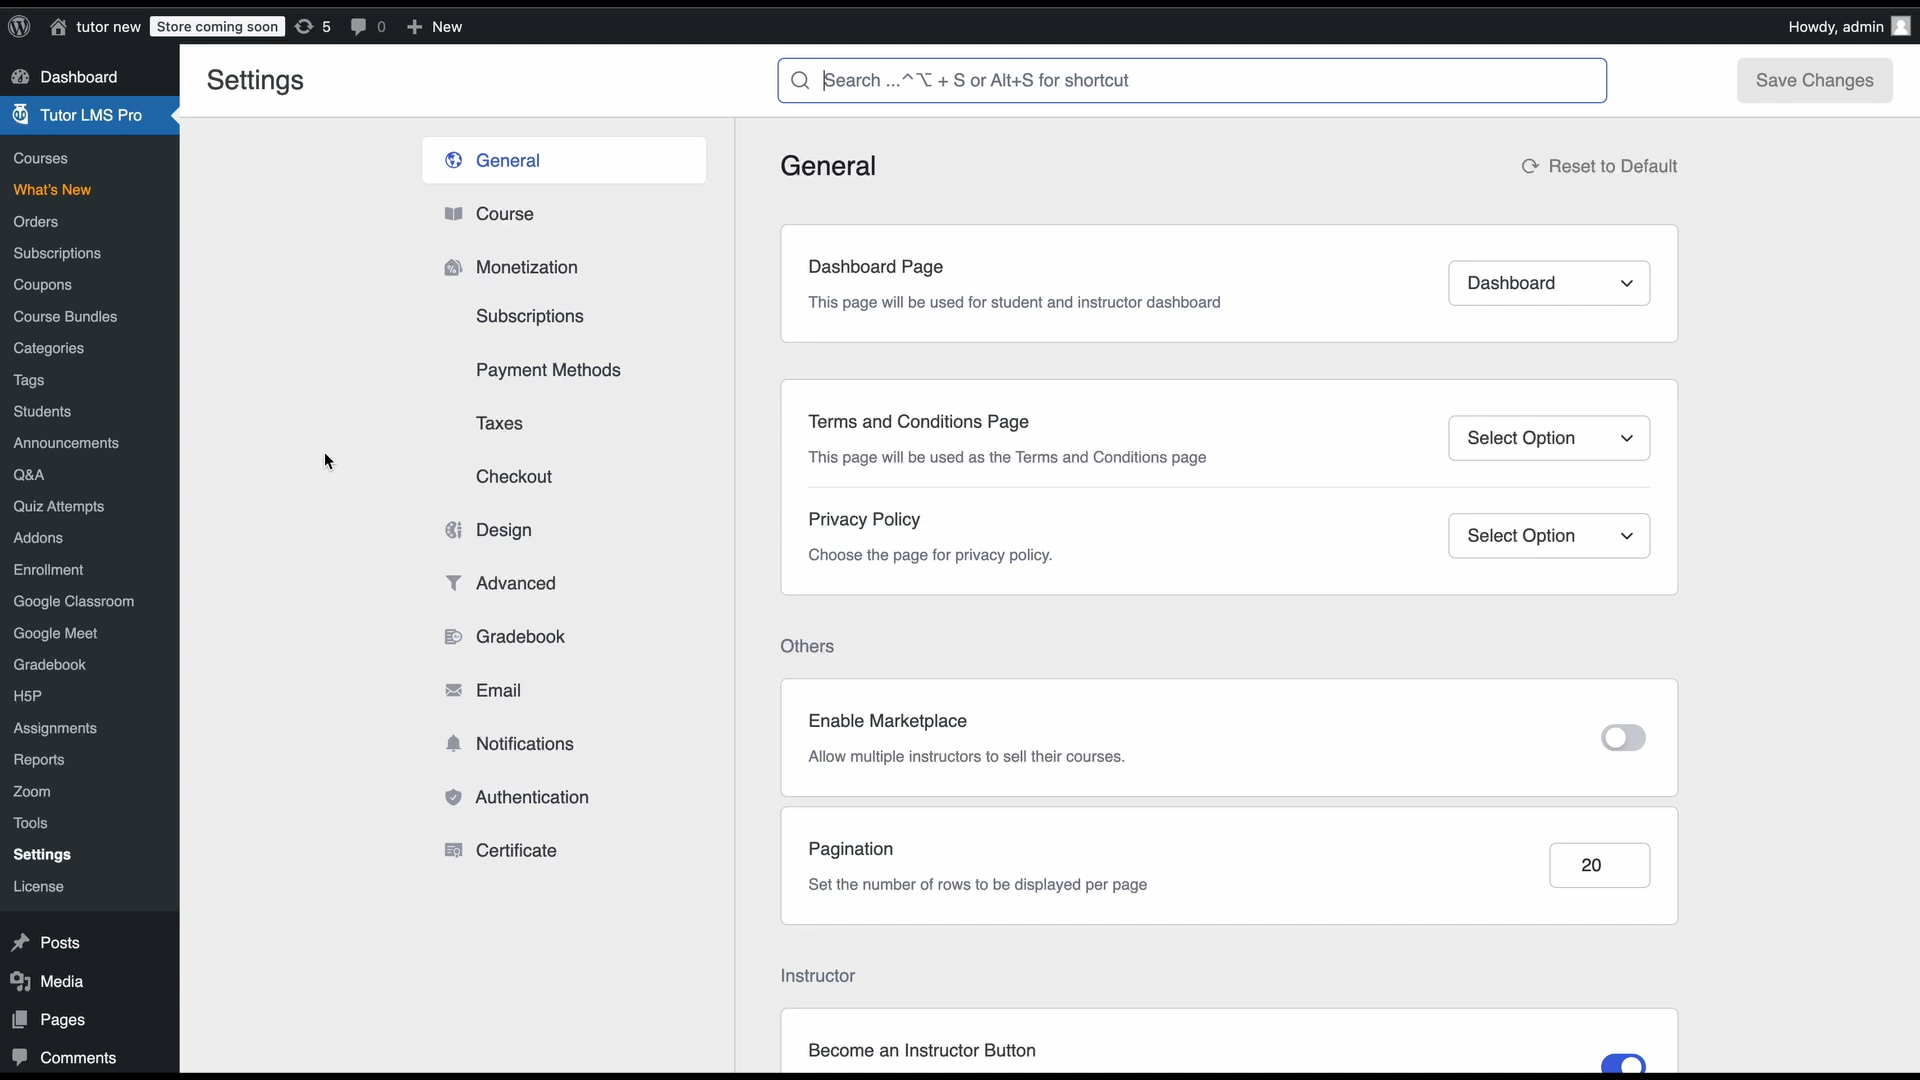 tutor new
Store coming soon
5
0
New
Howdy, admin
Dashboard
Tutor LMS Pro
Courses
What's New
Orders
Subscriptions
Coupons
Course Bundles
Categories
Tags
Students
Announcements
Q&A
Quiz Attempts
Addons
Enrollment
Google Classroom
Google Meet
Gradebook
H5P
Assignments
Reports
Zoom
Tools
Settings
License
Posts
Media
Pages
Comments
Settings
Search ...^⌥ + S or Alt+S for shortcut
Save Changes
General
Course
Monetization
Subscriptions
Payment Methods
Taxes
Checkout
Design
Advanced
Gradebook
Email
Notifications
Authentication
Certificate
General
Reset to Default
Dashboard Page
This page will be used for student and instructor dashboard
Dashboard
Terms and Conditions Page
This page will be used as the Terms and Conditions page
Select Option
Privacy Policy
Choose the page for privacy policy.
Select Option
Others
Enable Marketplace
Allow multiple instructors to sell their courses.
Pagination
Set the number of rows to be displayed per page
20
Instructor
Become an Instructor Button